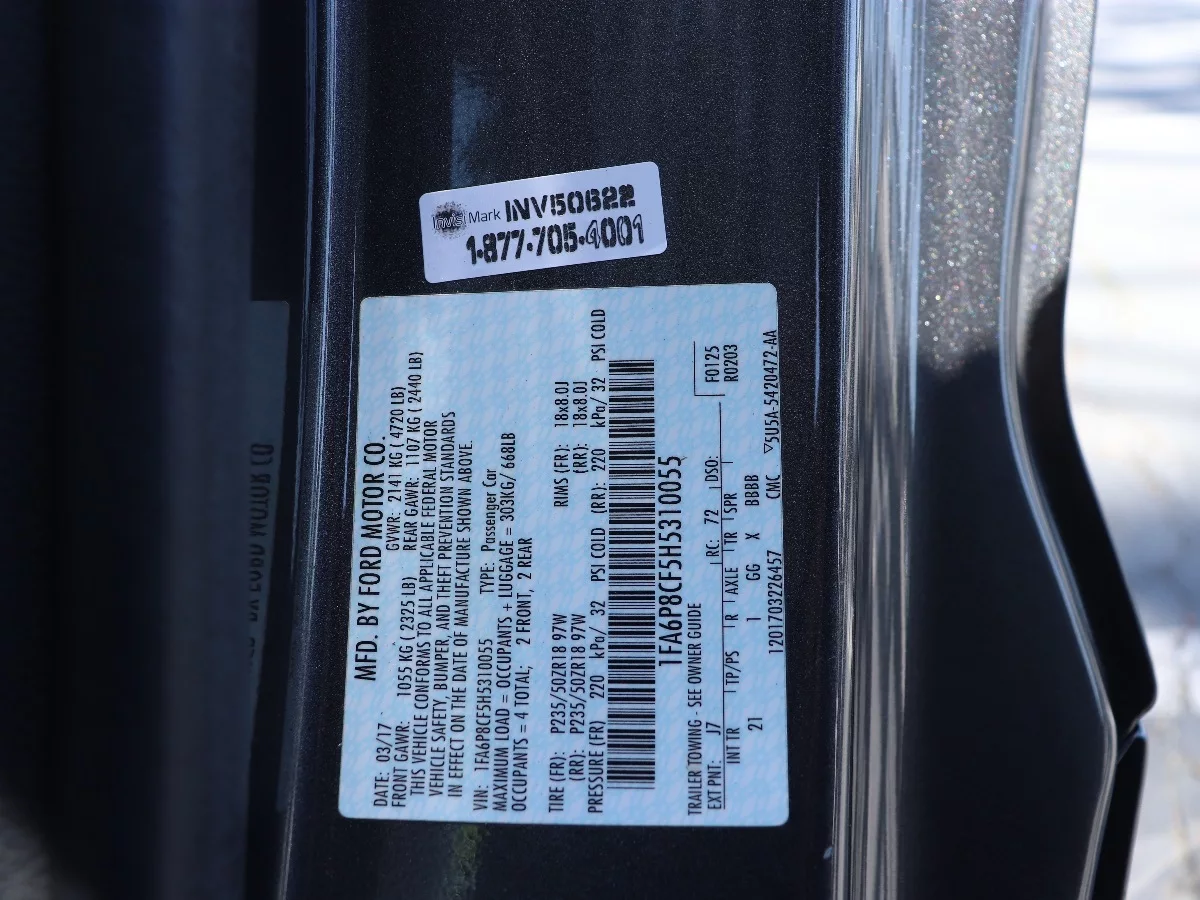 Invisi Mark INV50622
1-877-705-4001
MFD. BY FORD MOTOR CO.
DATE: 03/17 GVWR: 2141 KG ( 4720 LB)
FRONT GAWR: 1055 KG ( 2325 LB) REAR GAWR: 1107 KG ( 2440 LB)
THIS VEHICLE CONFORMS TO ALL APPLICABLE FEDERAL MOTOR
VEHICLE SAFETY, BUMPER, AND THEFT PREVENTION STANDARDS
IN EFFECT ON THE DATE OF MANUFACTURE SHOWN ABOVE.
VIN: 1FA6P8CF5H5310055 TYPE: Passenger Car
MAXIMUM LOAD = OCCUPANTS + LUGGAGE = 303KG/ 668LB
OCCUPANTS = 4 TOTAL; 2 FRONT, 2 REAR
TIRE (FR): P235/50ZR18 97W RIMS (FR): 18x8.0J
(RR): P235/50ZR18 97W (RR): 18x8.0J
PRESSURE (FR) 220 kPa/ 32 PSI COLD (RR): 220 kPa/ 32 PSI COLD
1FA6P8CF5H5310055
TRAILER TOWING - SEE OWNER GUIDE
F0125
R0203
EXT PNT: J7 RC: 72 DSO:
INT TR TP/PS R AXLE TR SPR
21 1 GG X BBBB
1201703226457 CMC ▽5U5A-5420472-AA